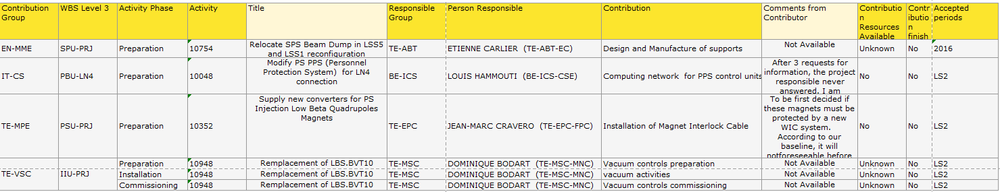 Contribution Group WBS Level 3 Activity Phase Activity Title Responsible Group Person Responsible Contribution Comments from Contributor Contributio n Resources Available Contr ibutio n finish Accepted periods
EN-MME SPU-PRJ Preparation 10754 Relocate SPS Beam Dump in LSS5 and LSS1 reconfiguration TE-ABT ETIENNE CARLIER (TE-ABT-EC) Design and Manufacture of supports Not Available Unknown No 2016
IT-CS PBU-LN4 Preparation 10048 Modify PS PPS (Personnel Protection System) for LN4 connection BE-ICS LOUIS HAMMOUTI (BE-ICS-CSE) Computing network for PPS control units After 3 requests for information, the project responsible never answered. I am No No LS2
TE-MPE PSU-PRJ Preparation 10352 Supply new converters for PS Injection Low Beta Quadrupoles Magnets TE-EPC JEAN-MARC CRAVERO (TE-EPC-FPC) Installation of Magnet Interlock Cable To be first decided if these magnets must be protected by a new WIC system. According to our baseline, it will notforeseeable before No No LS2
TE-VSC IIU-PRJ Preparation 10948 Remplacement of LBS.BVT10 TE-MSC DOMINIQUE BODART (TE-MSC-MNC) Vacuum controls preparation Not Available Unknown No LS2
Installation 10948 Remplacement of LBS.BVT10 TE-MSC DOMINIQUE BODART (TE-MSC-MNC) vacuum activities Not Available Unknown No LS2
Commissioning 10948 Remplacement of LBS.BVT10 TE-MSC DOMINIQUE BODART (TE-MSC-MNC) Vacuum controls commissioning Not Available Unknown No LS2